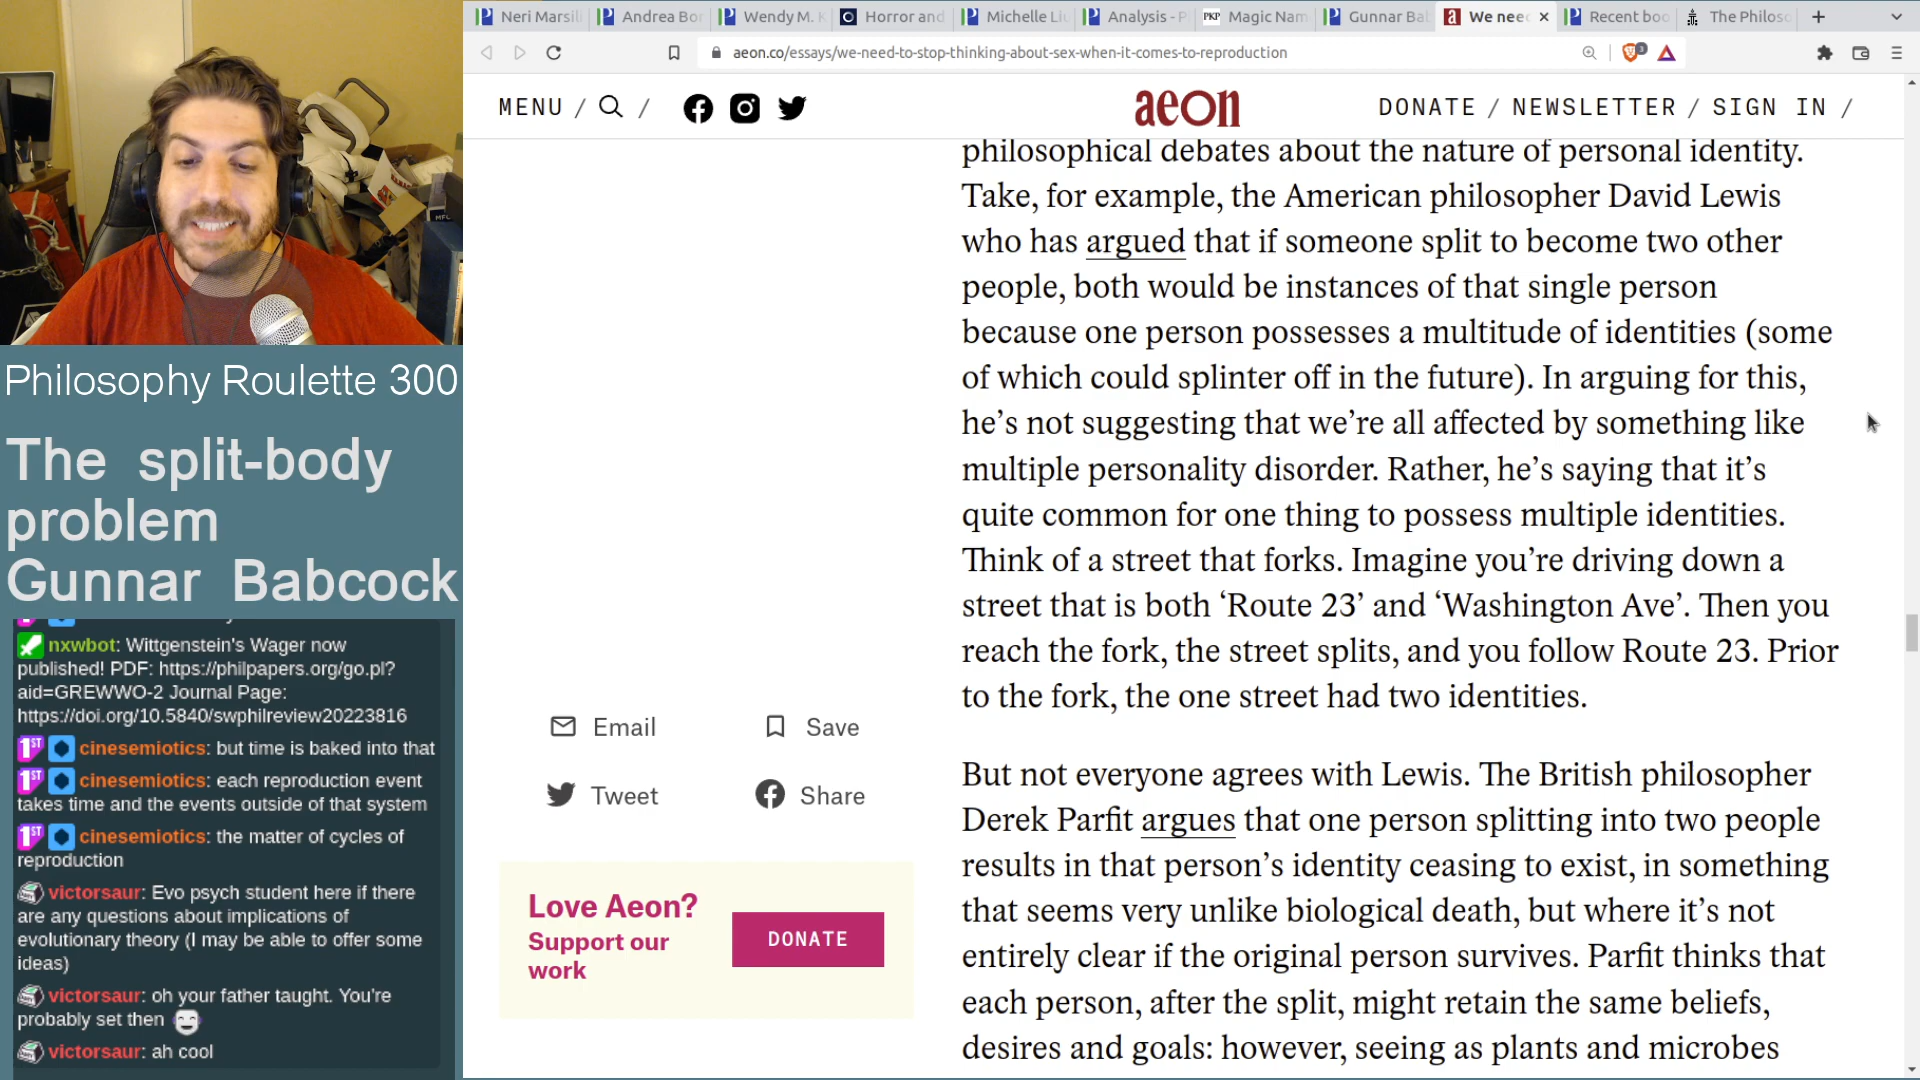 Neri Marsil
Andrea Bor
Wendy M. K
Horror and
Michelle Liu
Analysis - P
PKP Magic Nam
Gunnar Bab
a We need
Recent boo
The Philos
aeon.co/essays/we-need-to-stop-thinking-about-sex-when-it-comes-to-reproduction
3
MENU / /
aeon
DONATE / NEWSLETTER / SIGN IN /
philosophical debates about the nature of personal identity.
Take, for example, the American philosopher David Lewis
who has argued that if someone split to become two other
people, both would be instances of that single person
because one person possesses a multitude of identities (some
of which could splinter off in the future). In arguing for this,
he's not suggesting that we're all affected by something like
multiple personality disorder. Rather, he's saying that it's
quite common for one thing to possess multiple identities.
Think of a street that forks. Imagine you're driving down a
street that is both ‘Route 23’ and ‘Washington Ave’. Then you
reach the fork, the street splits, and you follow Route 23. Prior
to the fork, the one street had two identities.
But not everyone agrees with Lewis. The British philosopher
Derek Parfit argues that one person splitting into two people
results in that person's identity ceasing to exist, in something
that seems very unlike biological death, but where it's not
entirely clear if the original person survives. Parfit thinks that
each person, after the split, might retain the same beliefs,
desires and goals: however, seeing as plants and microbes
Email
Save
Tweet
Share
Love Aeon?
Support our
work
DONATE
Philosophy Roulette 300
The split-body
problem
Gunnar Babcock
nxwbot: Wittgenstein's Wager now
published! PDF: https://philpapers.org/go.pl?
aid=GREWWO-2 Journal Page:
https://doi.org/10.5840/swphilreview20223816
1ST cinesemiotics: but time is baked into that
1ST cinesemiotics: each reproduction event
takes time and the events outside of that system
1ST cinesemiotics: the matter of cycles of
reproduction
victorsaur: Evo psych student here if there
are any questions about implications of
evolutionary theory (I may be able to offer some
ideas)
victorsaur: oh your father taught. You're
probably set then
victorsaur: ah cool